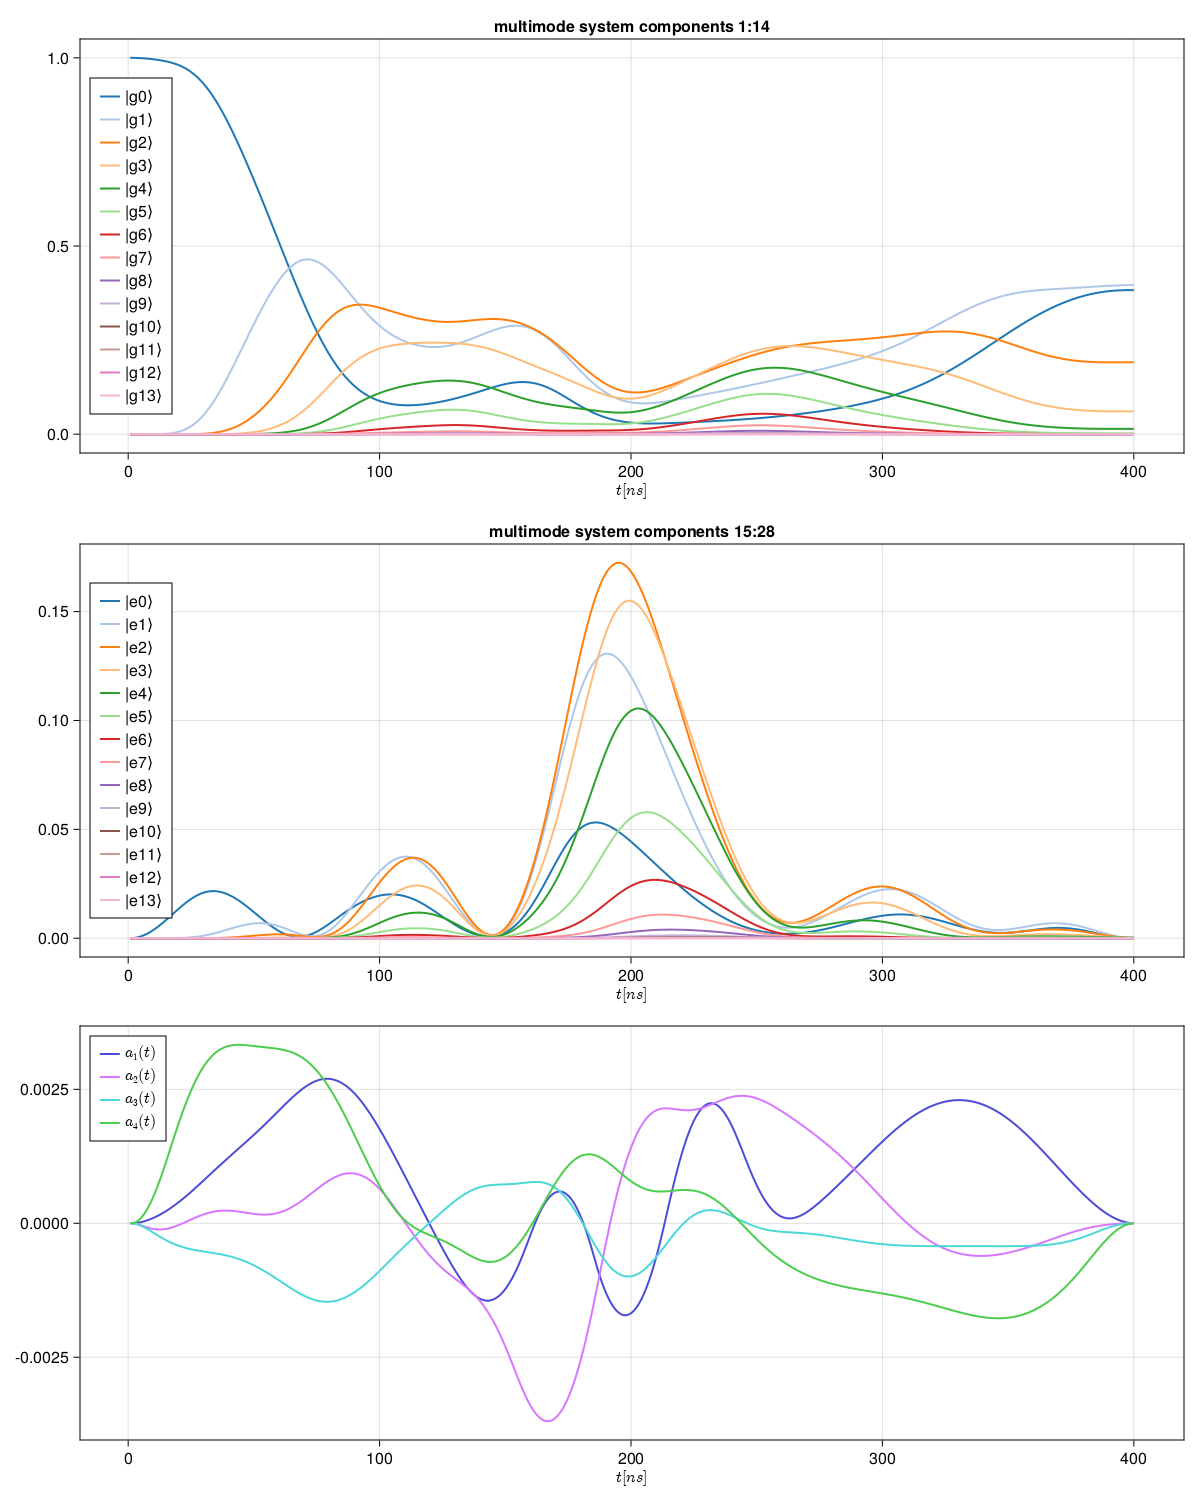 multimode system components 1:14
1.0
0.5
0.0
|g0⟩
|g1⟩
|g2⟩
|g3⟩
|g4⟩
|g5⟩
|g6⟩
|g7⟩
|g8⟩
|g9⟩
|g10⟩
|g11⟩
|g12⟩
|g13⟩
0 100 200 300 400
t[ns]
multimode system components 15:28
0.15
0.10
0.05
0.00
|e0⟩
|e1⟩
|e2⟩
|e3⟩
|e4⟩
|e5⟩
|e6⟩
|e7⟩
|e8⟩
|e9⟩
|e10⟩
|e11⟩
|e12⟩
|e13⟩
0 100 200 300 400
t[ns]
0.0025
0.0000
-0.0025
a₁(t)
a₂(t)
a₃(t)
a₄(t)
0 100 200 300 400
t[ns]